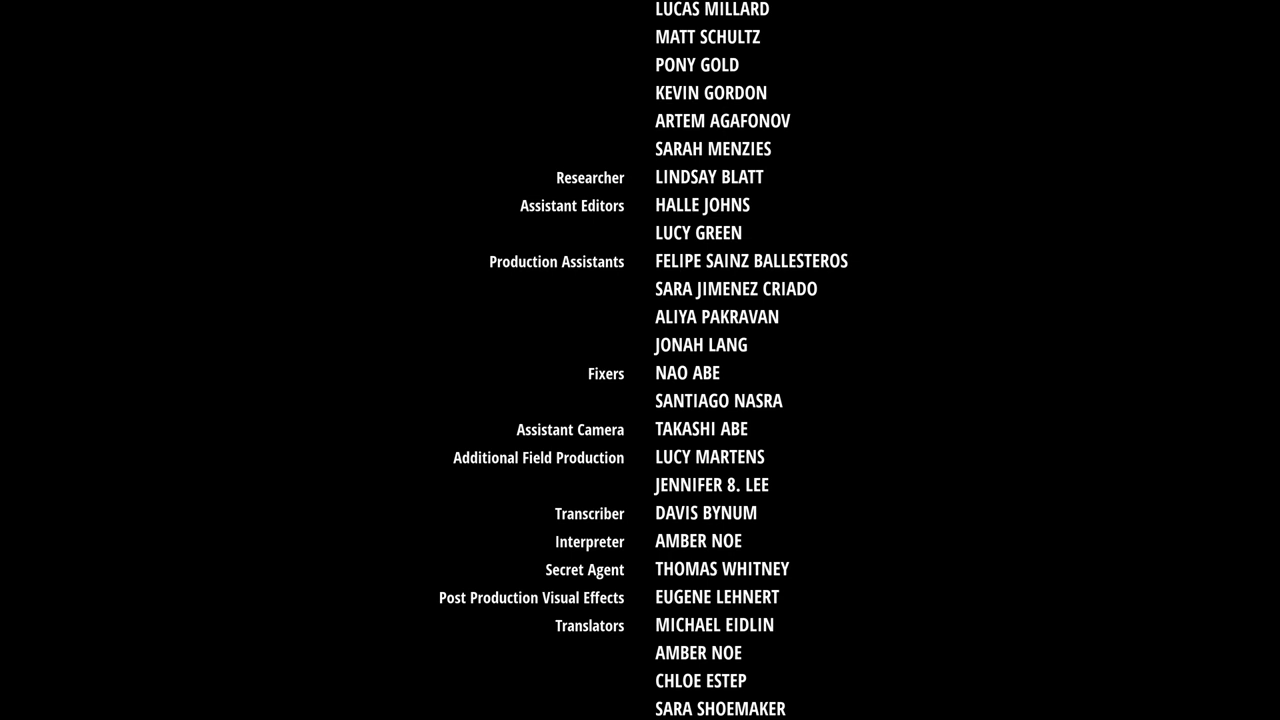 LUCAS MILLARD
MATT SCHULTZ
PONY GOLD
KEVIN GORDON
ARTEM AGAFONOV
SARAH MENZIES
Researcher LINDSAY BLATT
Assistant Editors HALLE JOHNS
LUCY GREEN
Production Assistants FELIPE SAINZ BALLESTEROS
SARA JIMENEZ CRIADO
ALIYA PAKRAVAN
JONAH LANG
Fixers NAO ABE
SANTIAGO NASRA
Assistant Camera TAKASHI ABE
Additional Field Production LUCY MARTENS
JENNIFER 8. LEE
Transcriber DAVIS BYNUM
Interpreter AMBER NOE
Secret Agent THOMAS WHITNEY
Post Production Visual Effects EUGENE LEHNERT
Translators MICHAEL EIDLIN
AMBER NOE
CHLOE ESTEP
SARA SHOEMAKER